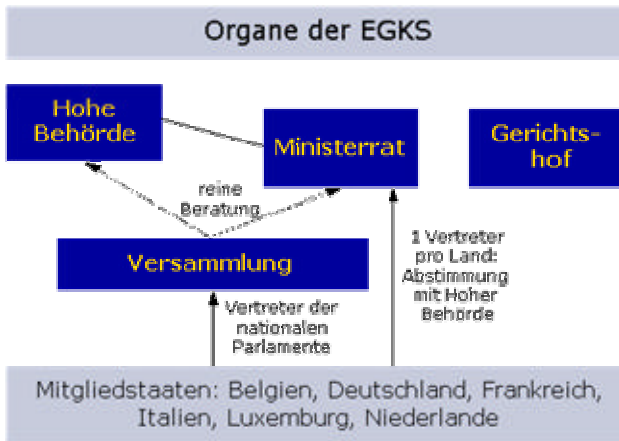 Organe der EGKS
Hohe
Behörde
Ministerrat
Gerichts-
hof
reine
Beratung
Versammlung
1 Vertreter
pro Land:
Abstimmung
mit Hoher
Behörde
Vertreter der
nationalen
Parlamente
Mitgliedstaaten: Belgien, Deutschland, Frankreich,
Italien, Luxemburg, Niederlande